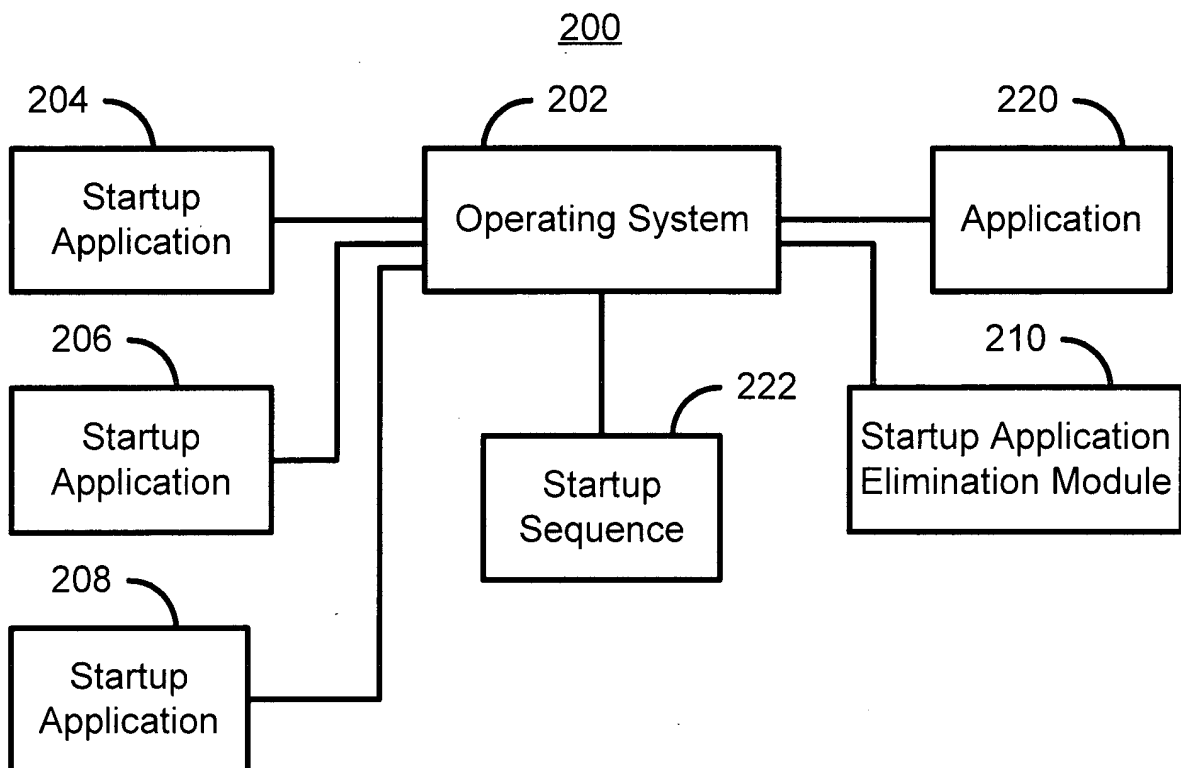 200
204
202
220
Startup
Application
Operating System
Application
206
210
Startup
Application
222
Startup Application
Elimination Module
Startup
Sequence
208
Startup
Application